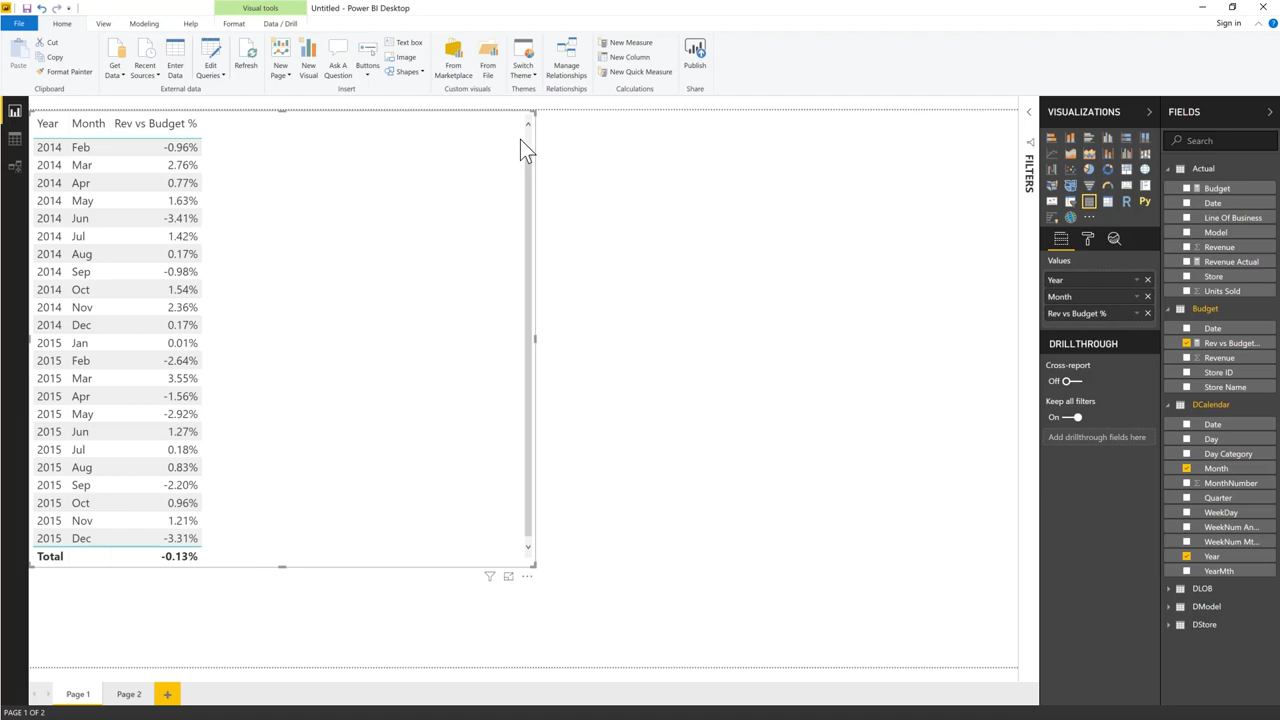 Visual tools
Untitled - Power BI Desktop
File
Home
View
Modeling
Help
Format
Data / Drill
Sign in
Paste
Cut
Copy
Format Painter
Clipboard
Get Data
Recent Sources
Enter Data
Edit Queries
Refresh
External data
New Page
New Visual
Ask A Question
Buttons
Text box
Image
Shapes
Insert
From Marketplace
From File
Custom visuals
Switch Theme
Themes
Manage Relationships
Relationships
New Measure
New Column
New Quick Measure
Calculations
Publish
Share
Year Month Rev vs Budget %
2014 Feb -0.96%
2014 Mar 2.76%
2014 Apr 0.77%
2014 May 1.63%
2014 Jun -3.41%
2014 Jul 1.42%
2014 Aug 0.17%
2014 Sep -0.98%
2014 Oct 1.54%
2014 Nov 2.36%
2014 Dec 0.17%
2015 Jan 0.01%
2015 Feb -2.64%
2015 Mar 3.55%
2015 Apr -1.56%
2015 May -2.92%
2015 Jun 1.27%
2015 Jul 0.18%
2015 Aug 0.83%
2015 Sep -2.20%
2015 Oct 0.96%
2015 Nov 1.21%
2015 Dec -3.31%
Total -0.13%
FILTERS
VISUALIZATIONS
R
Py
Values
Year
Month
Rev vs Budget %
DRILLTHROUGH
Cross-report
Off
Keep all filters
On
Add drillthrough fields here
FIELDS
Search
Actual
Budget
Date
Line Of Business
Model
Revenue
Revenue Actual
Store
Units Sold
Budget
Date
Rev vs Budget...
Revenue
Store ID
Store Name
DCalendar
Date
Day
Day Category
Month
MonthNumber
Quarter
WeekDay
WeekNum An...
WeekNum Mt...
Year
YearMth
DLOB
DModel
DStore
Page 1
Page 2
PAGE 1 OF 2